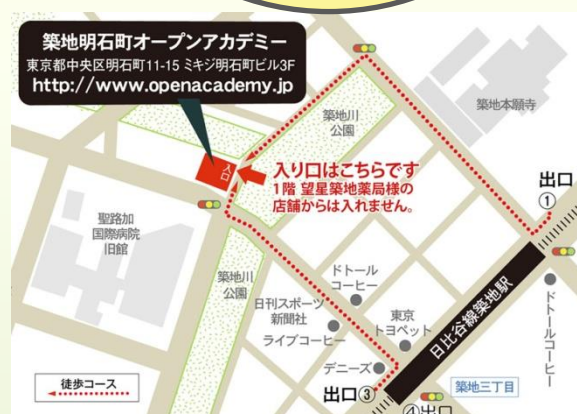 築地明石町オープンアカデミー
東京都中央区明石町11-15 ミキジ明石町ビル3F
http://www.openacademy.jp
築地本願寺
築地川
公園
入口
入り口はこちらです
1階 望星築地薬局様の
店舗からは入れません。
出口
①
聖路加
国際病院
旧館
築地川
公園
ドトール
コーヒー
日刊スポーツ
新聞社
ライブコーヒー
東京
トヨペット
日比谷線築地駅
ドトールコーヒー
デニーズ
出口③
築地三丁目
④出口
徒歩コース